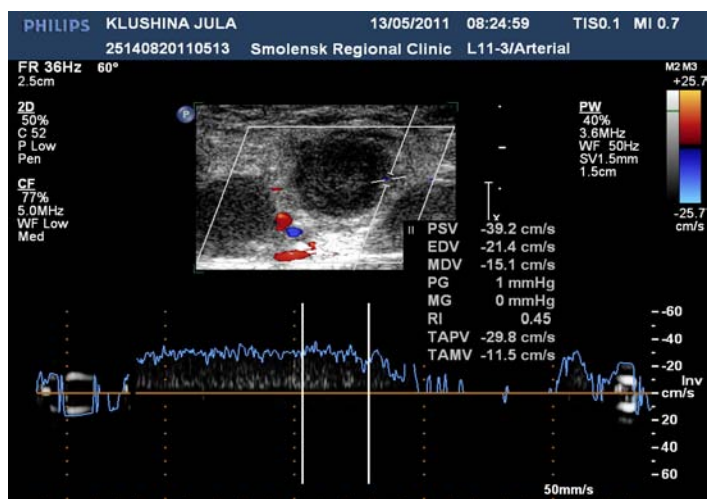 PHILIPS KLUSHINA JULA 13/05/2011 08:24:59 TIS0.1 MI 0.7
25140820110513 Smolensk Regional Clinic L11-3/Arterial
FR 36Hz 60°
2.5cm
2D
50%
C 52
P Low
Pen
CF
77%
5.0MHz
WF Low
Med
P
M2 M3
+25.7
-25.7
cm/s
PW
40%
3.6MHz
WF 50Hz
SV1.5mm
1.5cm
x
s
PSV -39.2 cm/s
EDV -21.4 cm/s
MDV -15.1 cm/s
PG 1 mmHg
MG 0 mmHg
RI 0.45
TAPV -29.8 cm/s
TAMV -11.5 cm/s
-60
-40
-20
Inv
cm/s
-20
-40
-60
50mm/s